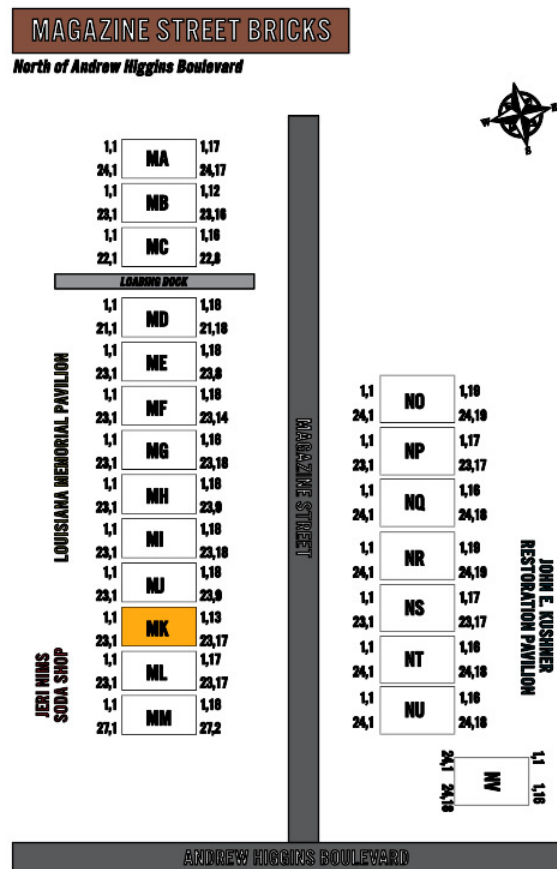 MAGAZINE STREET BRICKS
North of Andrew Higgins Boulevard
N
W
E
S
1,1 MA 1,17
24,1 24,17
1,1 MB 1,12
23,1 23,16
1,1 MC 1,16
22,1 22,8
LOADING DOCK
1,1 MD 1,18
21,1 21,18
1,1 ME 1,18
23,1 23,8
1,1 MF 1,18
23,1 23,14
1,1 MG 1,18
23,1 23,18
1,1 MH 1,18
23,1 23,9
1,1 MI 1,18
23,1 23,18
1,1 MJ 1,18
23,1 23,9
1,1 MK 1,13
23,1 23,17
1,1 ML 1,17
23,1 23,17
1,1 MM 1,18
27,1 27,2
LOUISIANA MEMORIAL PAVILION
JERI NIMS
SODA SHOP
MAGAZINE STREET
1,1 NO 1,19
24,1 24,19
1,1 NP 1,17
23,1 23,17
1,1 NQ 1,16
24,1 24,18
1,1 NR 1,19
24,1 24,19
1,1 NS 1,17
23,1 23,17
1,1 NT 1,16
24,1 24,18
1,1 NU 1,16
24,1 24,18
JOHN E. KUSHNER
RESTORATION PAVILION
1,1 NV 1,16
24,1 24,18
ANDREW HIGGINS BOULEVARD